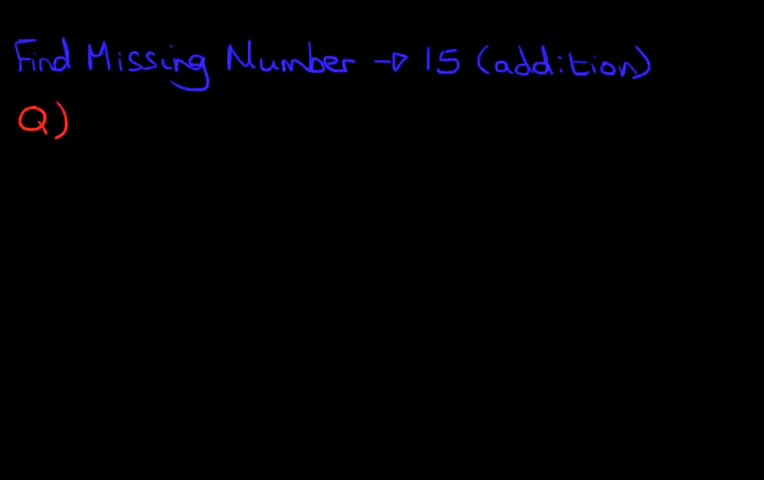 Find Missing Number → 15 (addition)
Q)